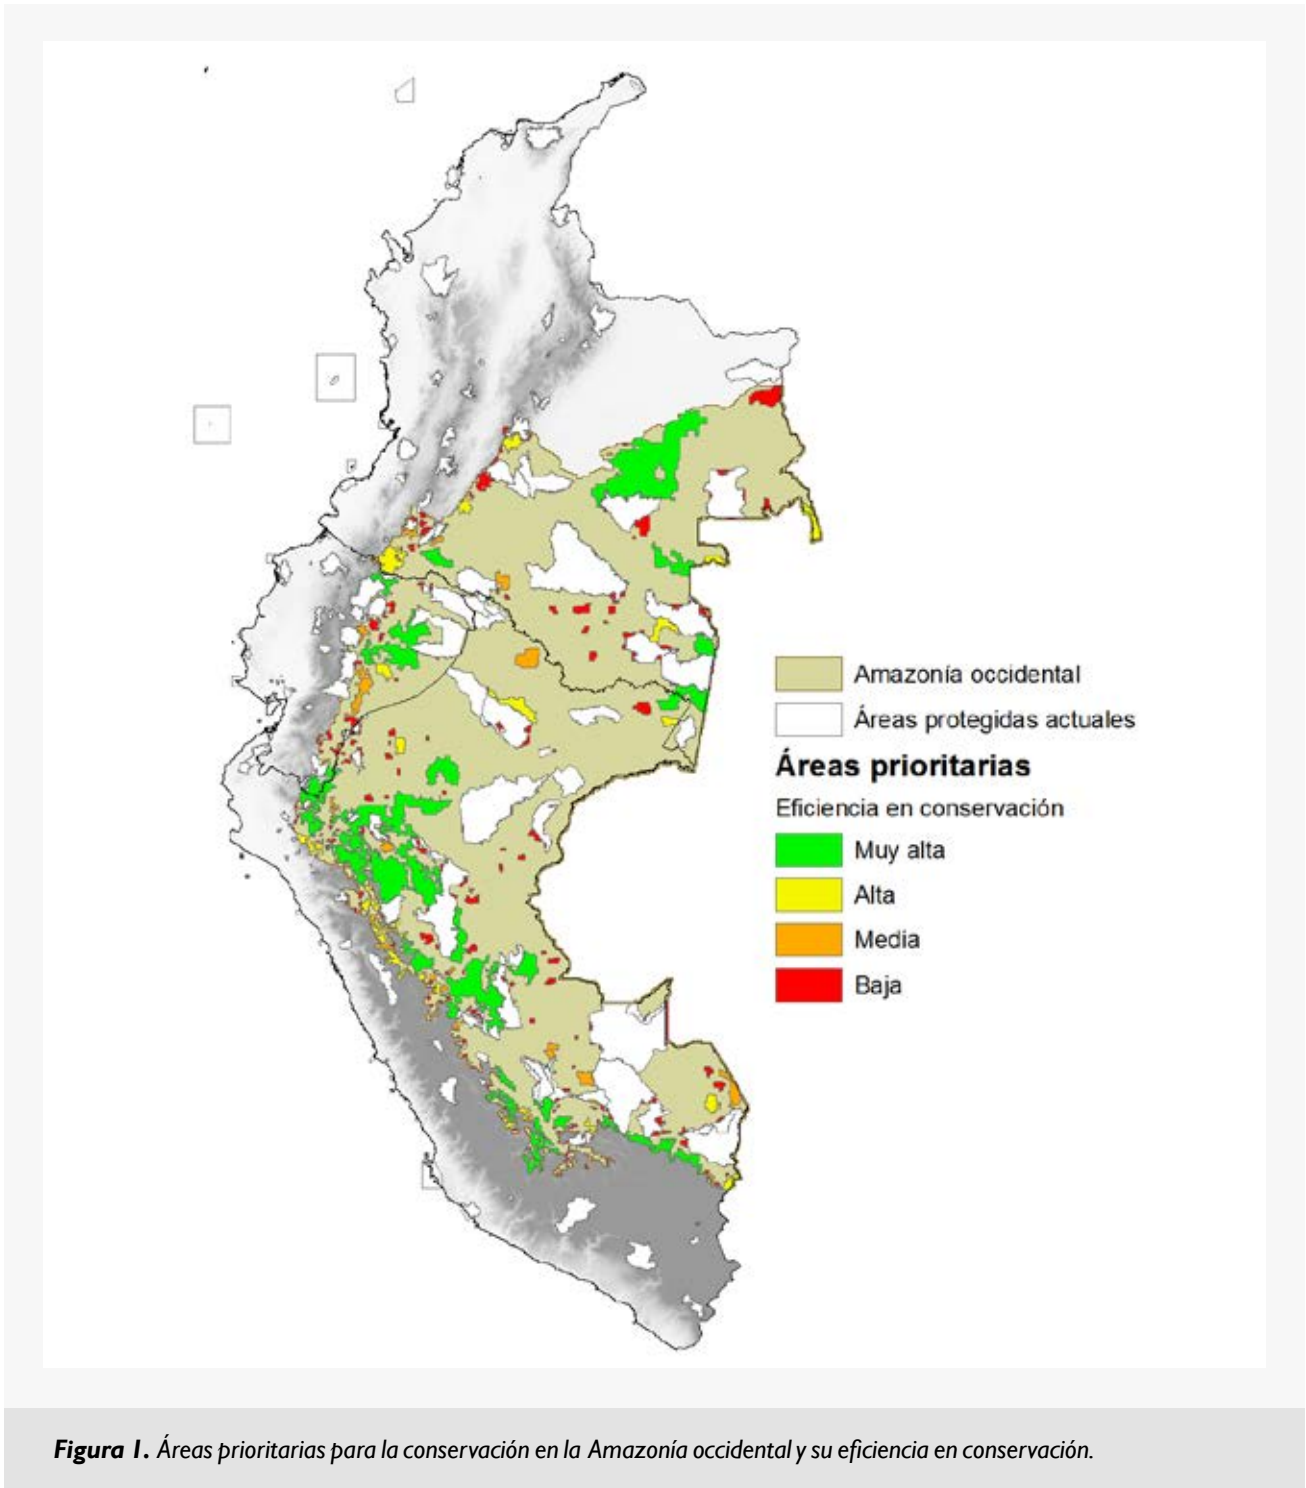 Amazonía occidental
Áreas protegidas actuales
Áreas prioritarias
Eficiencia en conservación
Muy alta
Alta
Media
Baja
Figura 1. Áreas prioritarias para la conservación en la Amazonía occidental y su eficiencia en conservación.